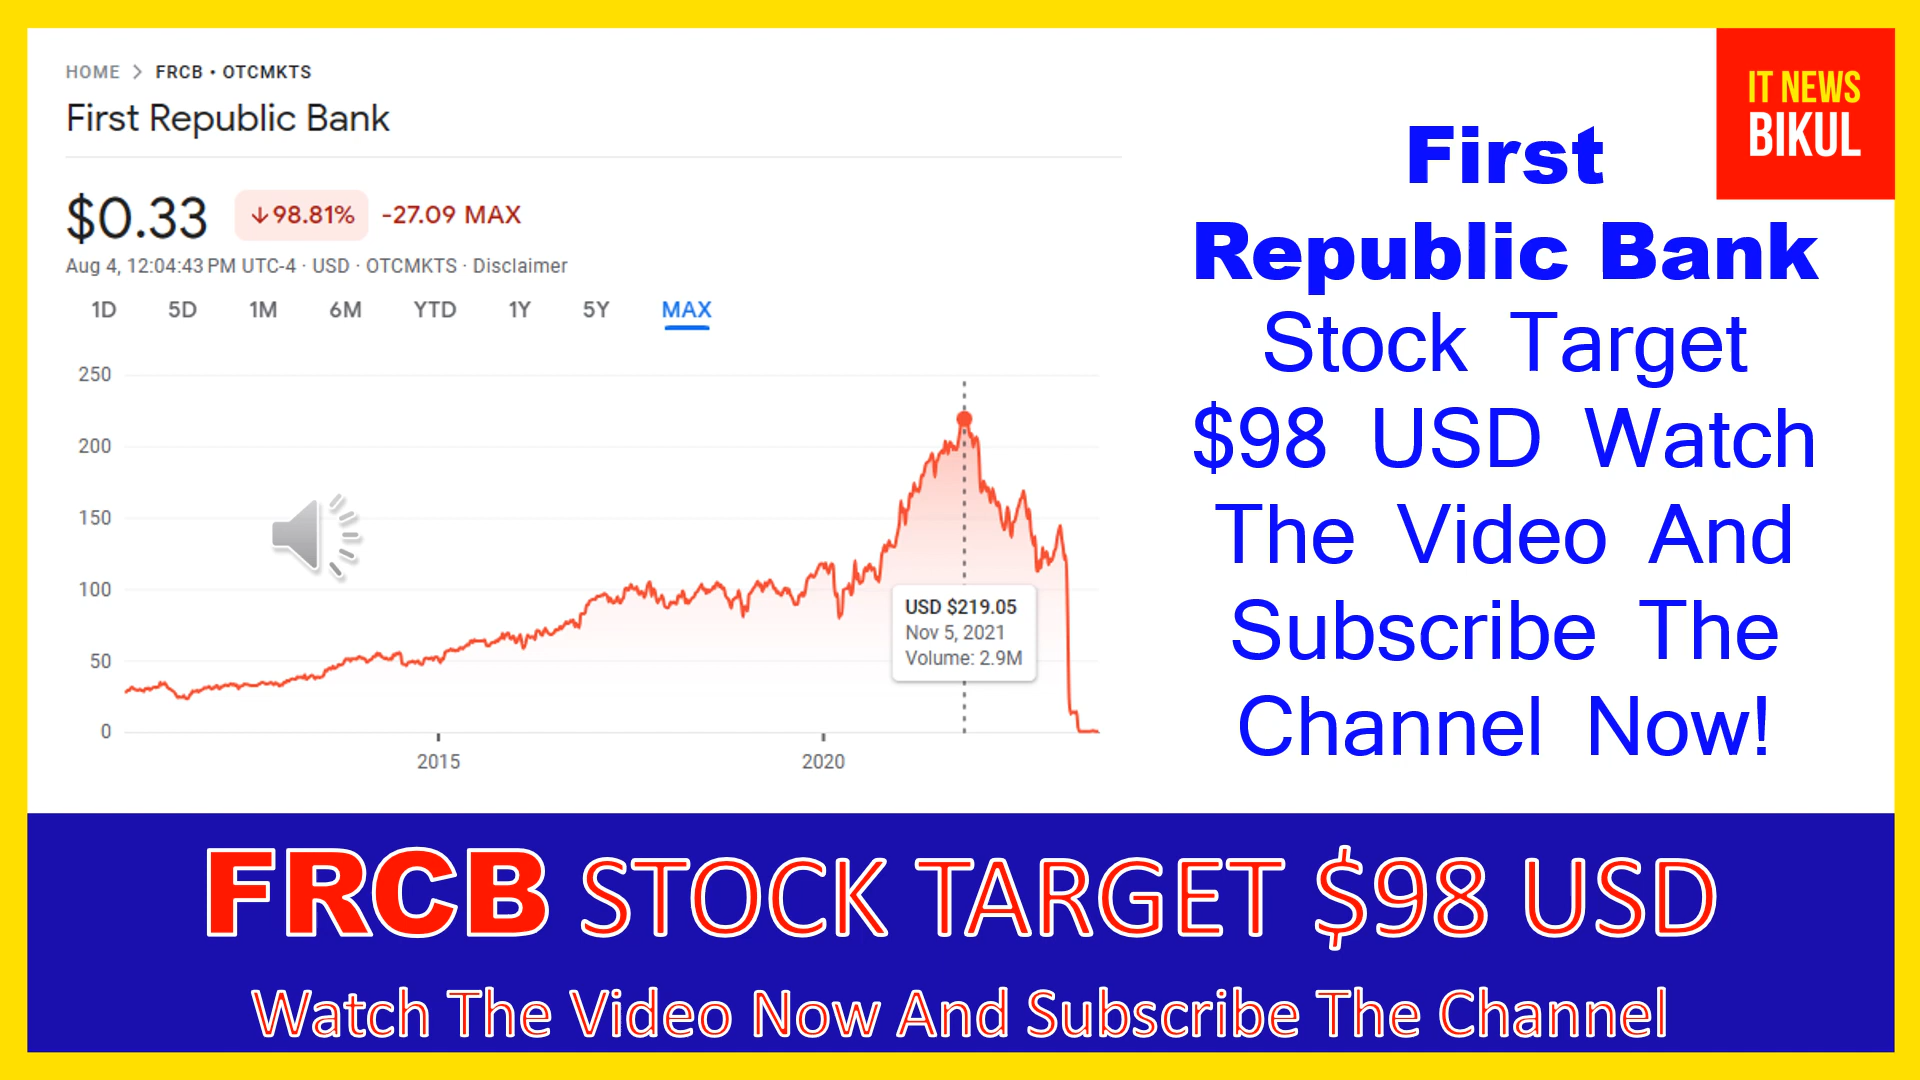 HOME > FRCB • OTCMKTS
First Republic Bank
$0.33 ↓98.81% -27.09 MAX
Aug 4, 12:04:43 PM UTC-4 · USD · OTCMKTS · Disclaimer
1D 5D 1M 6M YTD 1Y 5Y MAX
250
200
150
100
50
0
2015 2020
USD $219.05
Nov 5, 2021
Volume: 2.9M
IT NEWS
BIKUL
First
Republic Bank
Stock Target
$98 USD Watch
The Video And
Subscribe The
Channel Now!
FRCB STOCK TARGET $98 USD
Watch The Video Now And Subscribe The Channel